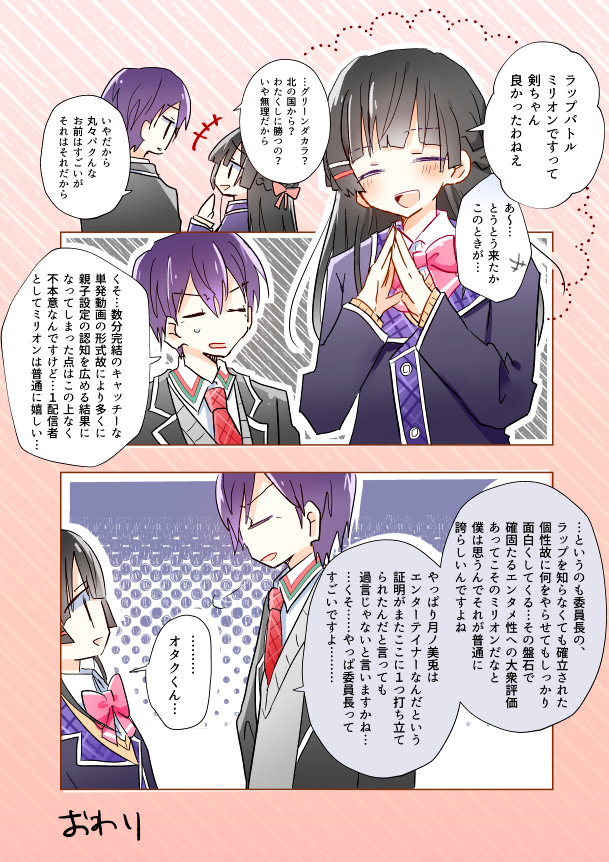 ラップバトル
ミリオンですって
剣ちゃん
良かったわねえ
あ～…
とうとう来たか
このときが…
…グリーンダカラ？
北の国から？
わたくしに勝つの？
いや無理だから
いやだから
丸々パクんな
お前はすごいが
それはそれだから
くそ…数分完結のキャッチーな
単発動画の形式故により多くに
親子設定の認知を広める結果に
なってしまった点はこの上なく
不本意なんですけど…１配信者
としてミリオンは普通に嬉しい…
…というのも委員長の、
ラップを知らなくても確立された
個性故に何をやらせてもしっかり
面白くしてくる…その盤石で
確固たるエンタメ性への大衆評価
あってこそのミリオンだなと
僕は思うんでそれが普通に
誇らしいんですよね
やっぱり月ノ美兎は
エンターテイナーなんだという
証明がまたここに１つ打ち立て
られたんだと言っても
過言じゃないと言いますかね…
…くそ……やっぱ委員長って
すごいですよ………
………
オタクくん…
おわり